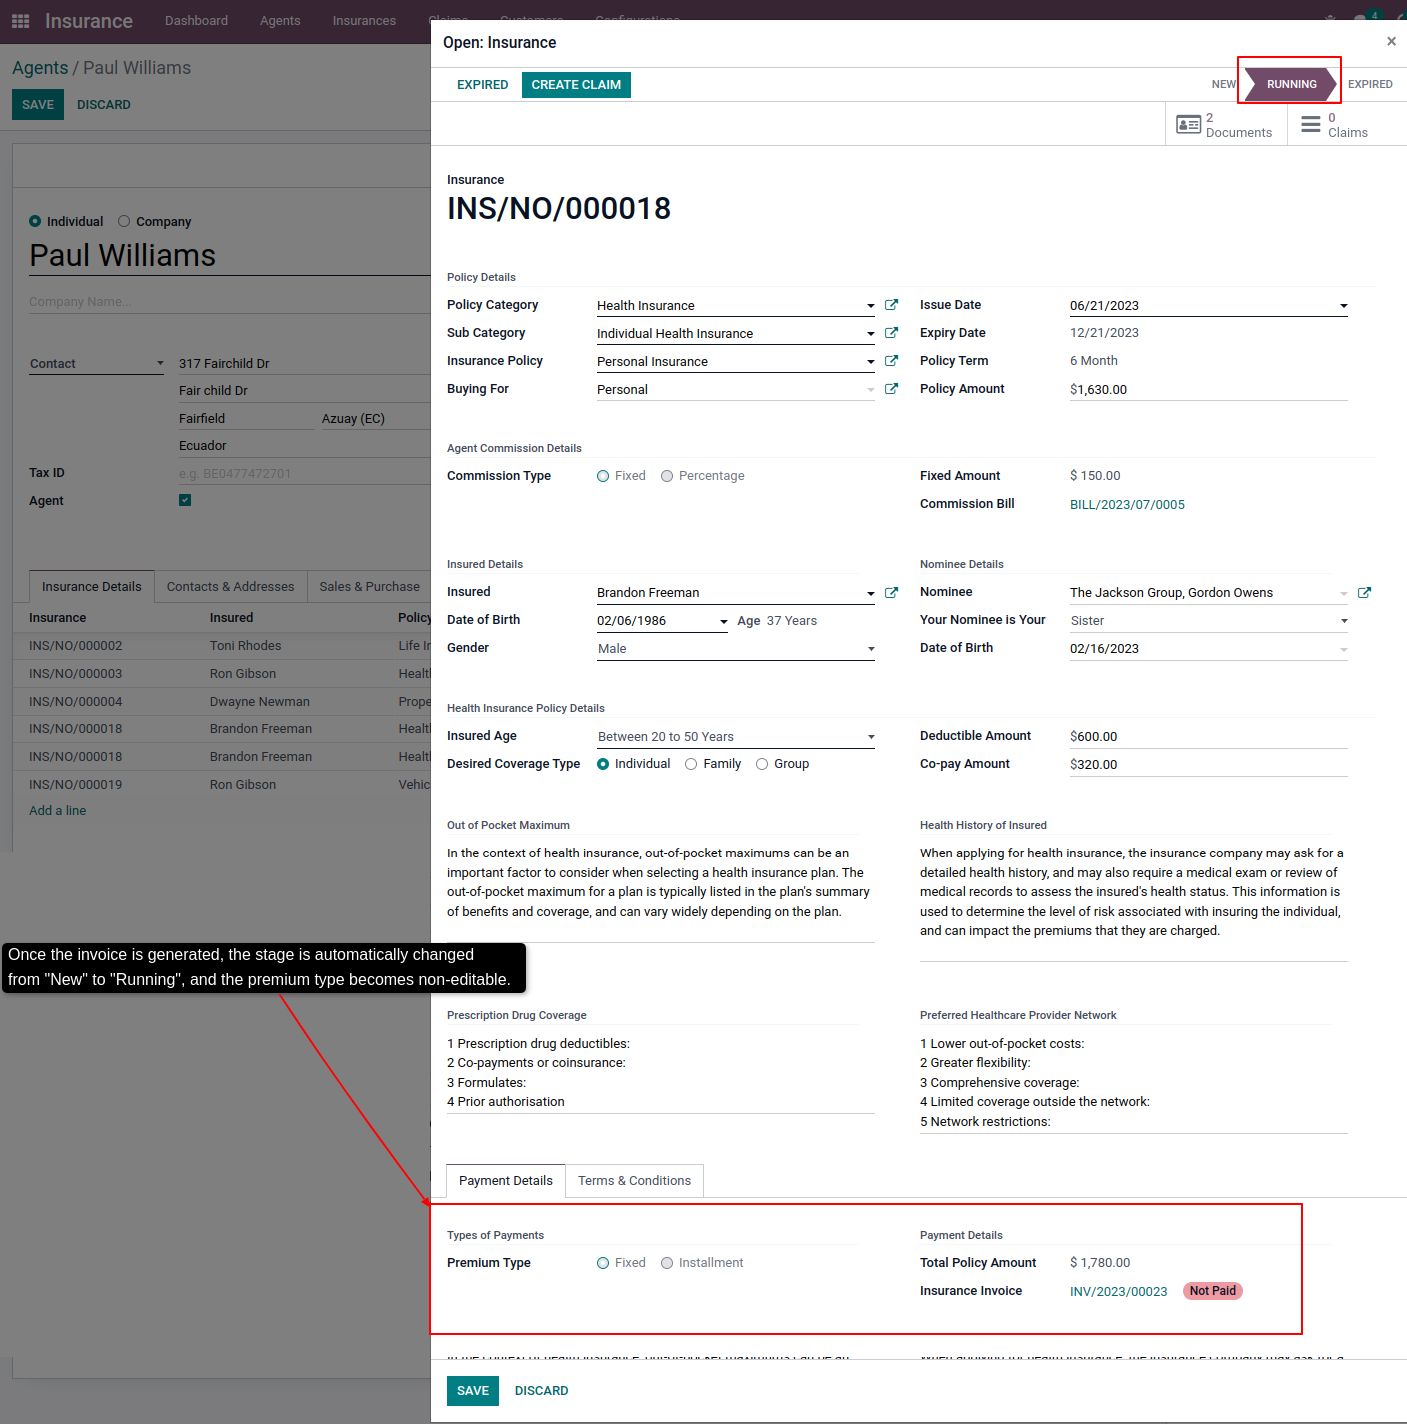 Insurance
Dashboard
Agents
Insurances
Claims
Customers
Configurations
4
Agents / Paul Williams
SAVE
DISCARD
Individual
Company
Paul Williams
Company Name...
Contact
317 Fairchild Dr
Fair child Dr
Fairfield
Azuay (EC)
Ecuador
Tax ID
e.g. BE0477472701
Agent
Insurance Details
Contacts & Addresses
Sales & Purchase
Insurance Insured Policy
INS/NO/000002 Toni Rhodes Life In
INS/NO/000003 Ron Gibson Healt
INS/NO/000004 Dwayne Newman Prope
INS/NO/000018 Brandon Freeman Healt
INS/NO/000018 Brandon Freeman Healt
INS/NO/000019 Ron Gibson Vehic
Add a line
Once the invoice is generated, the stage is automatically changed
from "New" to "Running", and the premium type becomes non-editable.
Open: Insurance
×
EXPIRED
CREATE CLAIM
NEW
RUNNING
EXPIRED
2
Documents
0
Claims
Insurance
INS/NO/000018
Policy Details
Policy Category Health Insurance
Sub Category Individual Health Insurance
Insurance Policy Personal Insurance
Buying For Personal
Issue Date 06/21/2023
Expiry Date 12/21/2023
Policy Term 6 Month
Policy Amount $1,630.00
Agent Commission Details
Commission Type Fixed Percentage
Fixed Amount $ 150.00
Commission Bill BILL/2023/07/0005
Insured Details
Insured Brandon Freeman
Date of Birth 02/06/1986 Age 37 Years
Gender Male
Nominee Details
Nominee The Jackson Group, Gordon Owens
Your Nominee is Your Sister
Date of Birth 02/16/2023
Health Insurance Policy Details
Insured Age Between 20 to 50 Years
Desired Coverage Type Individual Family Group
Deductible Amount $600.00
Co-pay Amount $320.00
Out of Pocket Maximum
In the context of health insurance, out-of-pocket maximums can be an
important factor to consider when selecting a health insurance plan. The
out-of-pocket maximum for a plan is typically listed in the plan's summary
of benefits and coverage, and can vary widely depending on the plan.
Health History of Insured
When applying for health insurance, the insurance company may ask for a
detailed health history, and may also require a medical exam or review of
medical records to assess the insured's health status. This information is
used to determine the level of risk associated with insuring the individual,
and can impact the premiums that they are charged.
Prescription Drug Coverage
1 Prescription drug deductibles:
2 Co-payments or coinsurance:
3 Formulates:
4 Prior authorisation
Preferred Healthcare Provider Network
1 Lower out-of-pocket costs:
2 Greater flexibility:
3 Comprehensive coverage:
4 Limited coverage outside the network:
5 Network restrictions:
Payment Details
Terms & Conditions
Types of Payments
Premium Type Fixed Installment
Payment Details
Total Policy Amount $ 1,780.00
Insurance Invoice INV/2023/00023 Not Paid
SAVE
DISCARD